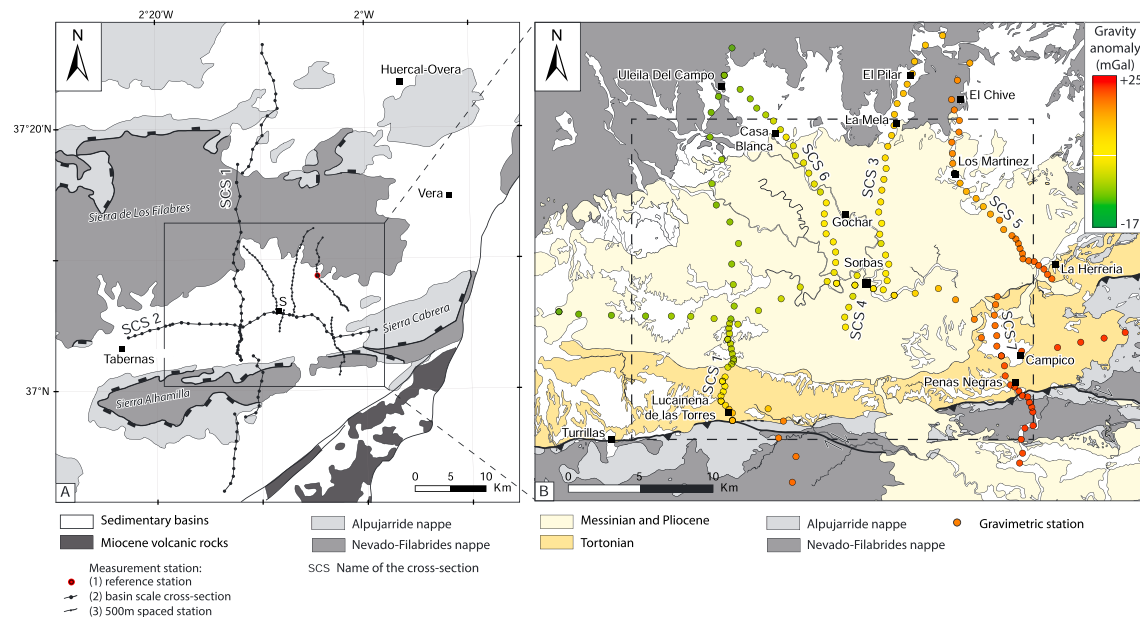 2°20W
2°W
N
Huercal-Overa
37°20N
SCS 1
Vera
Sierra de Los Filabres
S
SCS 2
Tabernas
Sierra Cabrera
37°N
Sierra Alhamilla
0 5 10
Km
A
N
Uleila Del Campo
El Pilar
El Chive
Casa
Blanca
La Mela
SCS 6
SCS 3
Los Martinez
SCS 5
Gochar
Sorbas
La Herreria
SCS 4
SCS 7
SCS 1
Campico
Penas Negras
Lucainena
de las Torres
Turrillas
0 5 10
Km
B
Gravity
anomaly
(mGal)
+25
-17
Sedimentary basins
Miocene volcanic rocks
Alpujarride nappe
Nevado-Filabrides nappe
SCS Name of the cross-section
Measurement station:
(1) reference station
(2) basin scale cross-section
(3) 500m spaced station
Messinian and Pliocene
Tortonian
Alpujarride nappe
Nevado-Filabrides nappe
Gravimetric station